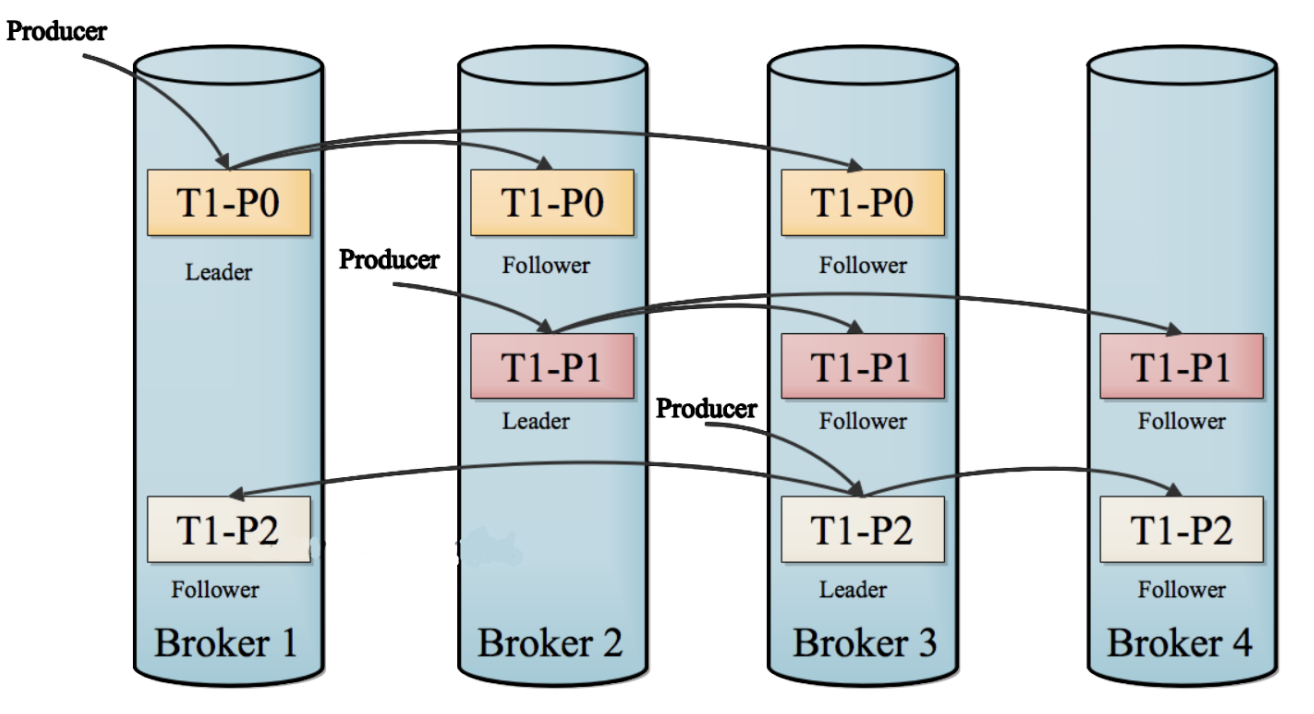 Producer
T1-P0
T1-P0
T1-P0
Leader
Producer
Follower
Follower
T1-P1
T1-P1
T1-P1
Leader
Producer
Follower
Follower
T1-P2
T1-P2
T1-P2
Follower
Leader
Follower
Broker 1
Broker 2
Broker 3
Broker 4